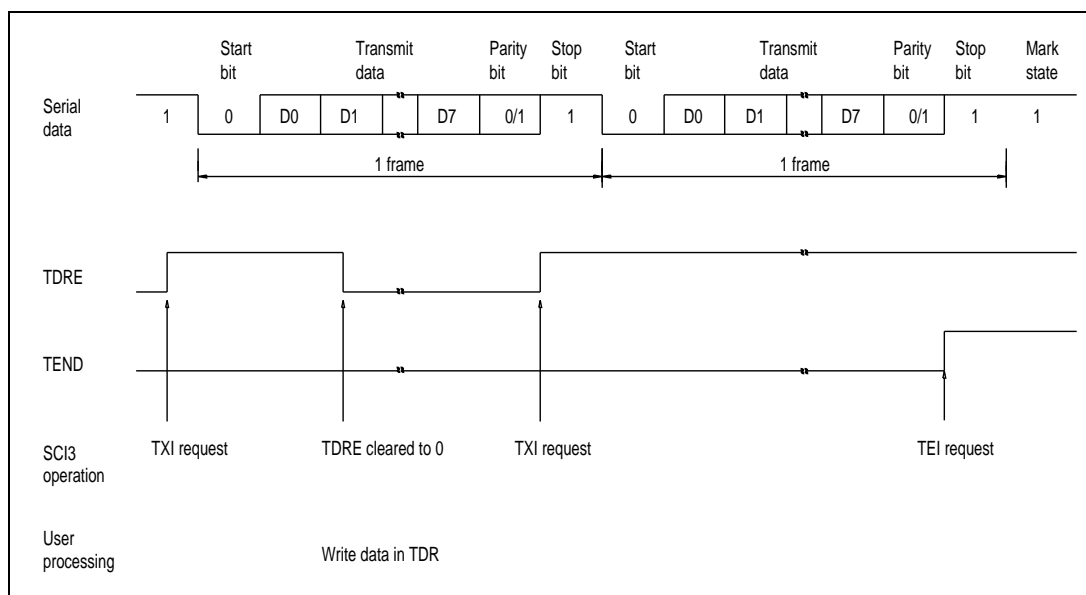 Start bit Transmit data Parity bit Stop bit Start bit Transmit data Parity bit Stop bit Mark state
Serial data 1 0 D0 D1 D7 0/1 1 0 D0 D1 D7 0/1 1 1
1 frame 1 frame
TDRE
TEND
SCI3 operation TXI request TDRE cleared to 0 TXI request TEI request
User processing Write data in TDR